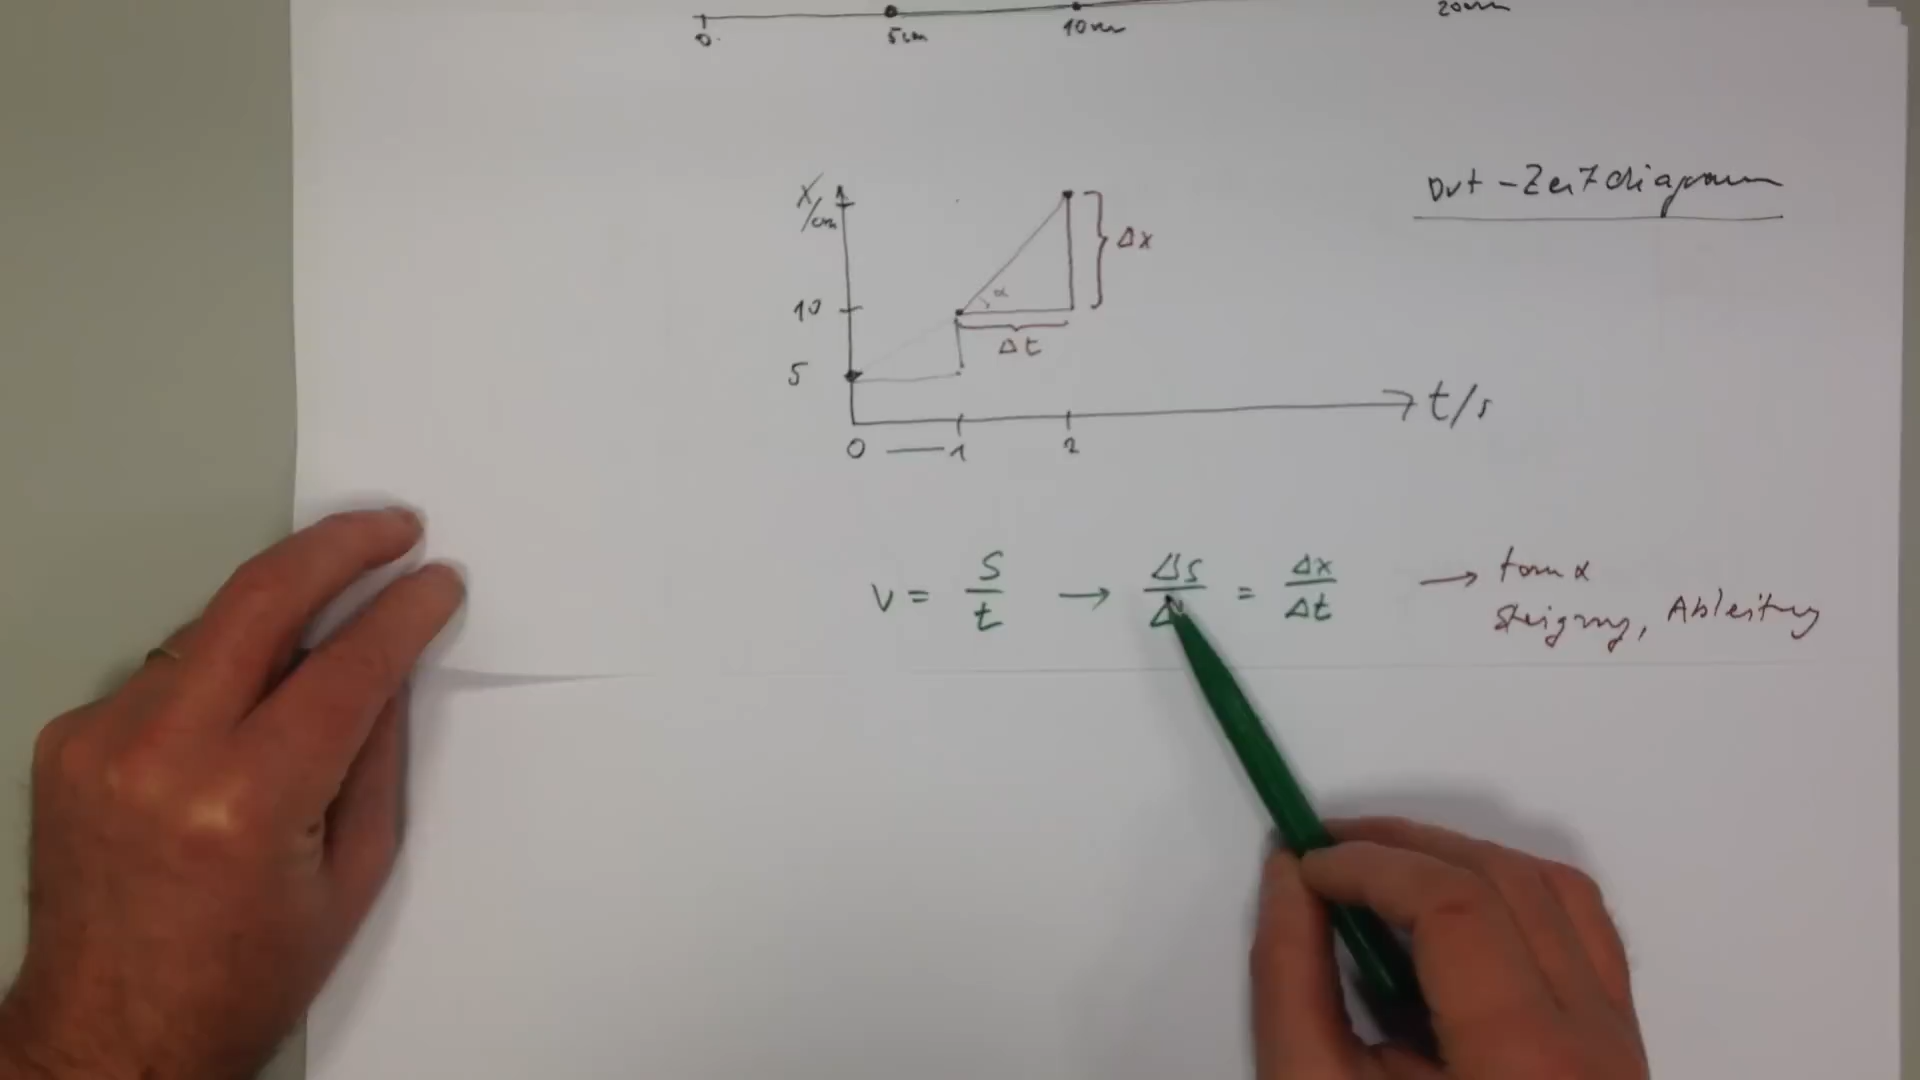 0 5cm 10cm 20cm
Ort-Zeitdiagramm
x/cm
Δx
α
10
Δt
5
t/s
0 1 2
v = s/t → Δs/Δ = Δx/Δt → tan α
Steigung, Ableitung